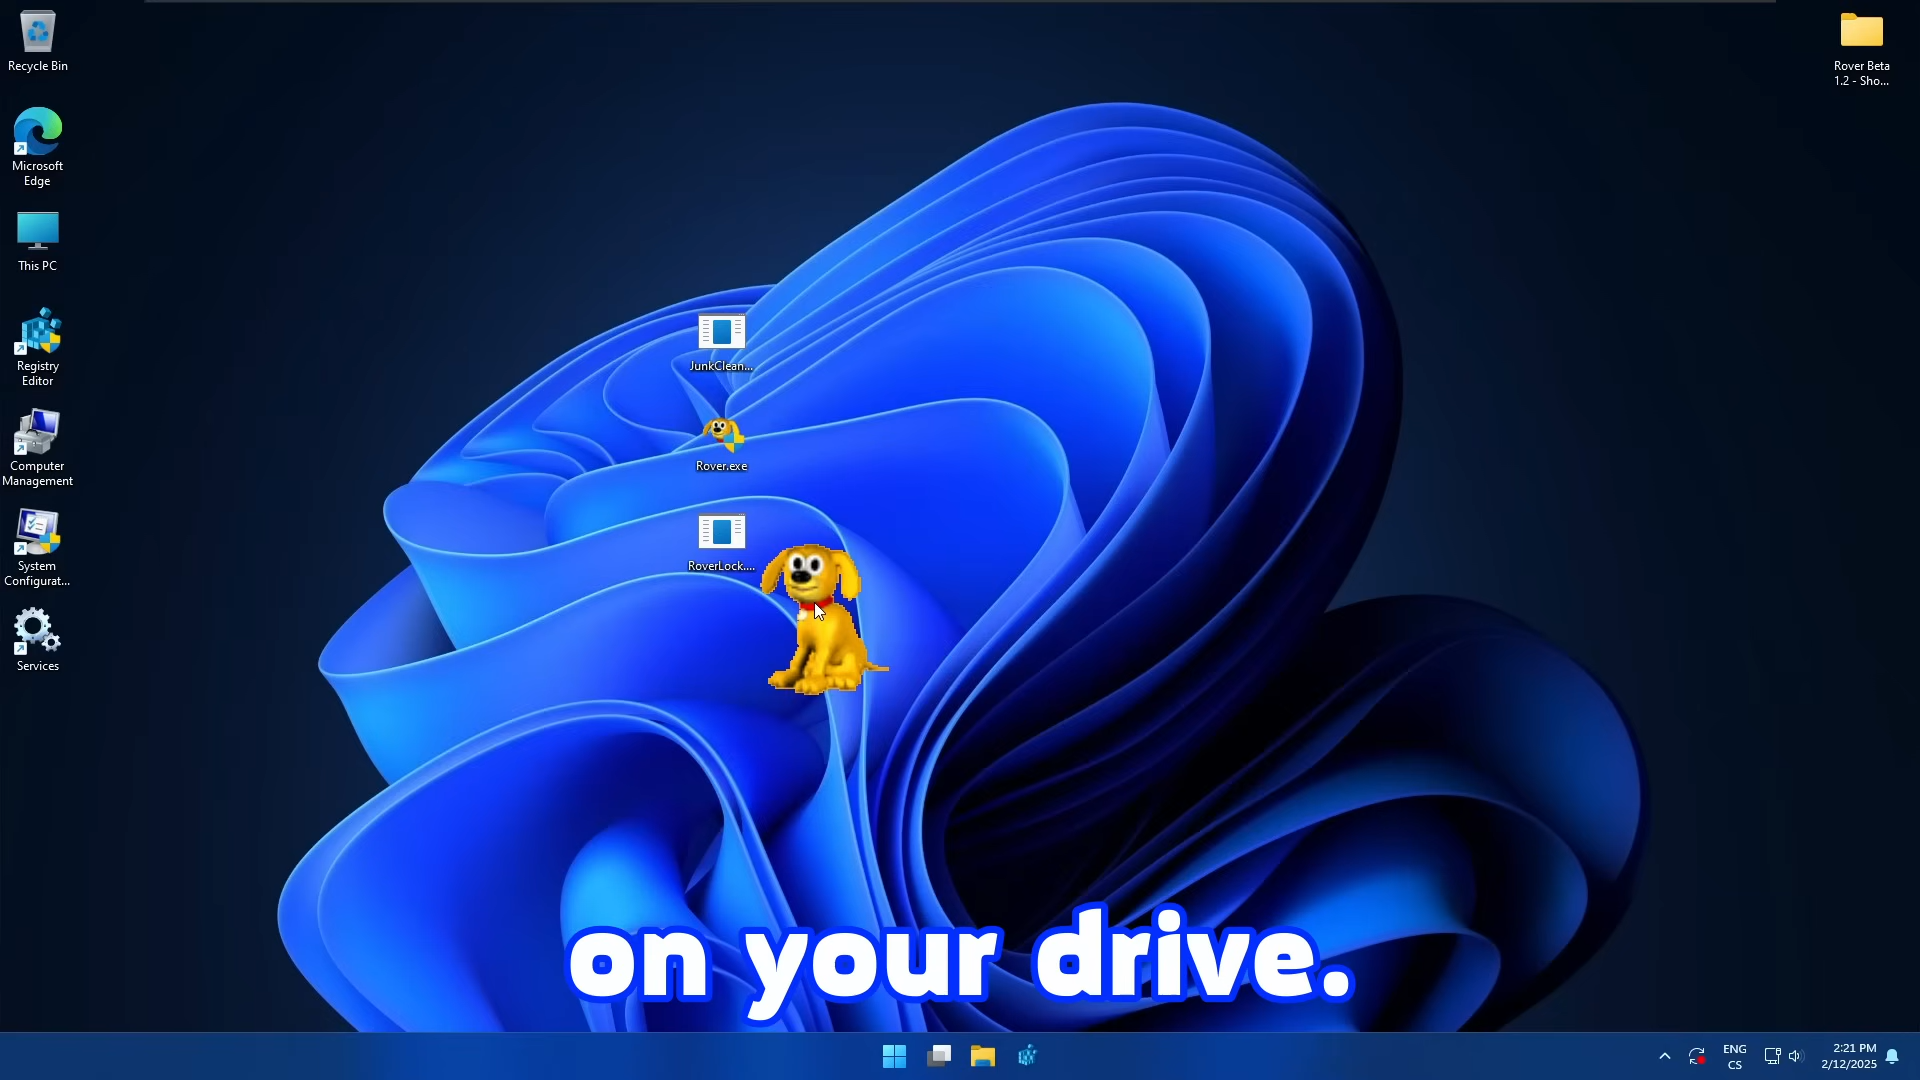 Recycle Bin
Microsoft
Edge
This PC
Registry
Editor
Computer
Management
System
Configurat...
Services
JunkClean...
Rover.exe
RoverLock....
Rover Beta
1.2 - Sho...
on your drive.
ENG
CS
2:21 PM
2/12/2025